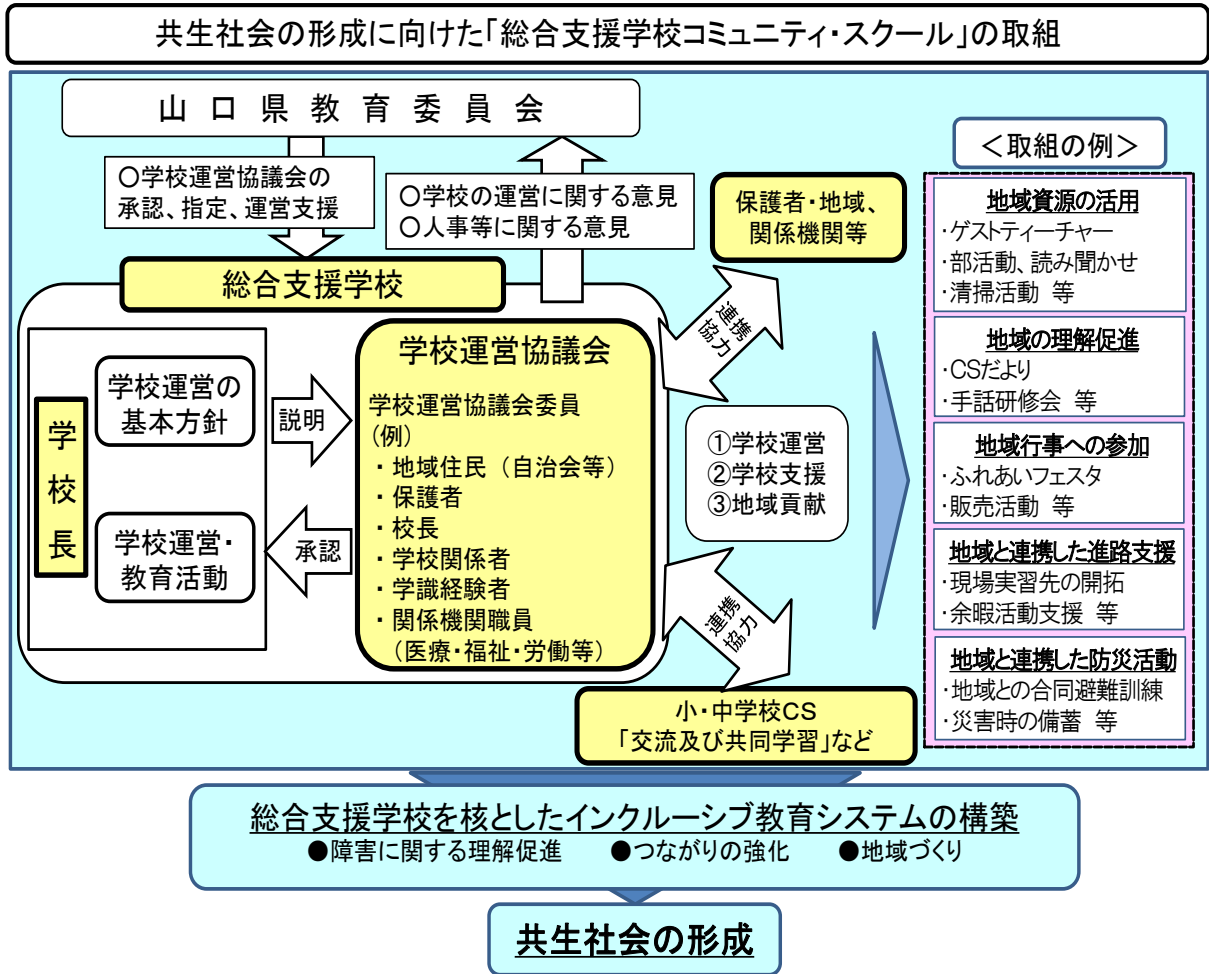 共生社会の形成に向けた「総合支援学校コミュニティ・スクール」の取組
山口県教育委員会
○学校運営協議会の
承認、指定、運営支援
○学校の運営に関する意見
○人事等に関する意見
保護者・地域、
関係機関等
総合支援学校
学校長
学校運営の
基本方針
説明
学校運営・
教育活動
承認
学校運営協議会
学校運営協議会委員
(例)
・地域住民（自治会等）
・保護者
・校長
・学校関係者
・学識経験者
・関係機関職員
（医療・福祉・労働等）
連携
協力
①学校運営
②学校支援
③地域貢献
連携
協力
小・中学校CS
「交流及び共同学習」など
＜取組の例＞
地域資源の活用
・ゲストティーチャー
・部活動、読み聞かせ
・清掃活動 等
地域の理解促進
・CSだより
・手話研修会 等
地域行事への参加
・ふれあいフェスタ
・販売活動 等
地域と連携した進路支援
・現場実習先の開拓
・余暇活動支援 等
地域と連携した防災活動
・地域との合同避難訓練
・災害時の備蓄 等
総合支援学校を核としたインクルーシブ教育システムの構築
●障害に関する理解促進 ●つながりの強化 ●地域づくり
共生社会の形成